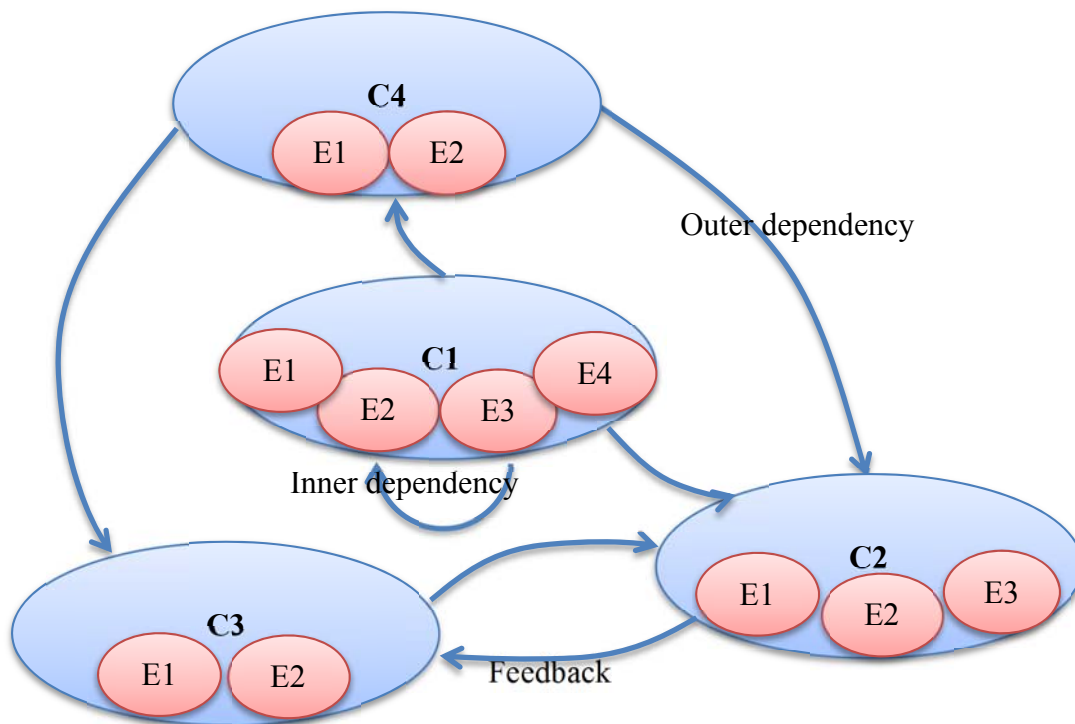 C4
E1
E2
Outer dependency
C1
E1
E2
E3
E4
Inner dependency
C2
E1
E2
E3
C3
E1
E2
Feedback